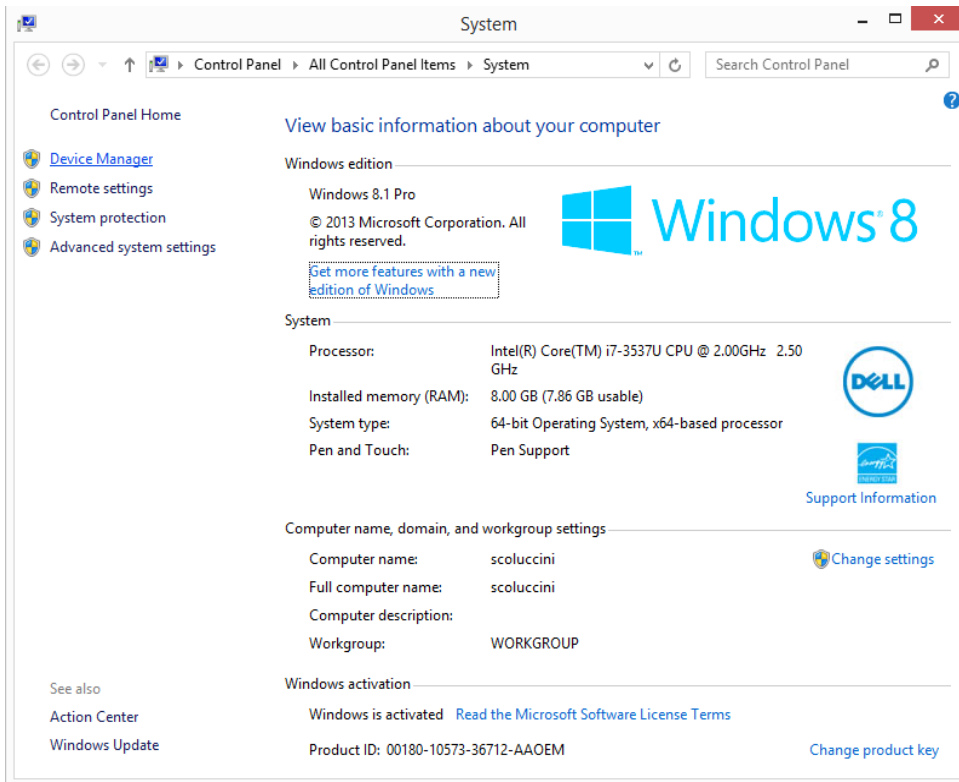 System
Control Panel All Control Panel Items System
Search Control Panel
Control Panel Home
Device Manager
Remote settings
System protection
Advanced system settings
View basic information about your computer
Windows edition
Windows 8.1 Pro
© 2013 Microsoft Corporation. All
rights reserved.
Get more features with a new
edition of Windows
Windows 8
TM
System
Processor: Intel(R) Core(TM) i7-3537U CPU @ 2.00GHz 2.50
GHz
Installed memory (RAM): 8.00 GB (7.86 GB usable)
System type: 64-bit Operating System, x64-based processor
Pen and Touch: Pen Support
DELL
energy
ENERGY STAR
Support Information
Computer name, domain, and workgroup settings
Computer name: scoluccini
Change settings
Full computer name: scoluccini
Computer description:
Workgroup: WORKGROUP
Windows activation
Windows is activated Read the Microsoft Software License Terms
Product ID: 00180-10573-36712-AAOEM
Change product key
See also
Action Center
Windows Update